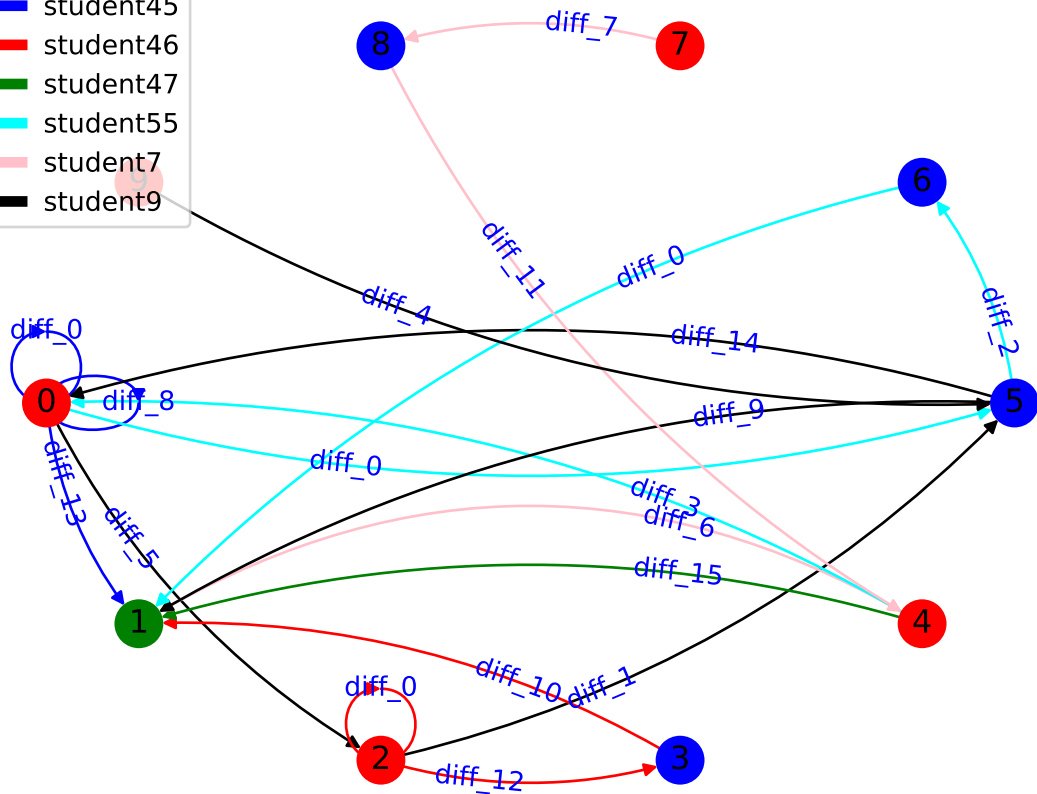 student45
student46
student47
student55
student7
student9
8
diff_7
7
9
6
diff_11
diff_0
diff_4
diff_2
diff_0
diff_14
0
diff_8
diff_9
5
diff_13
diff_0
diff_3
diff_5
diff_6
diff_15
1
4
diff_0
diff_10
diff_1
2
diff_12
3